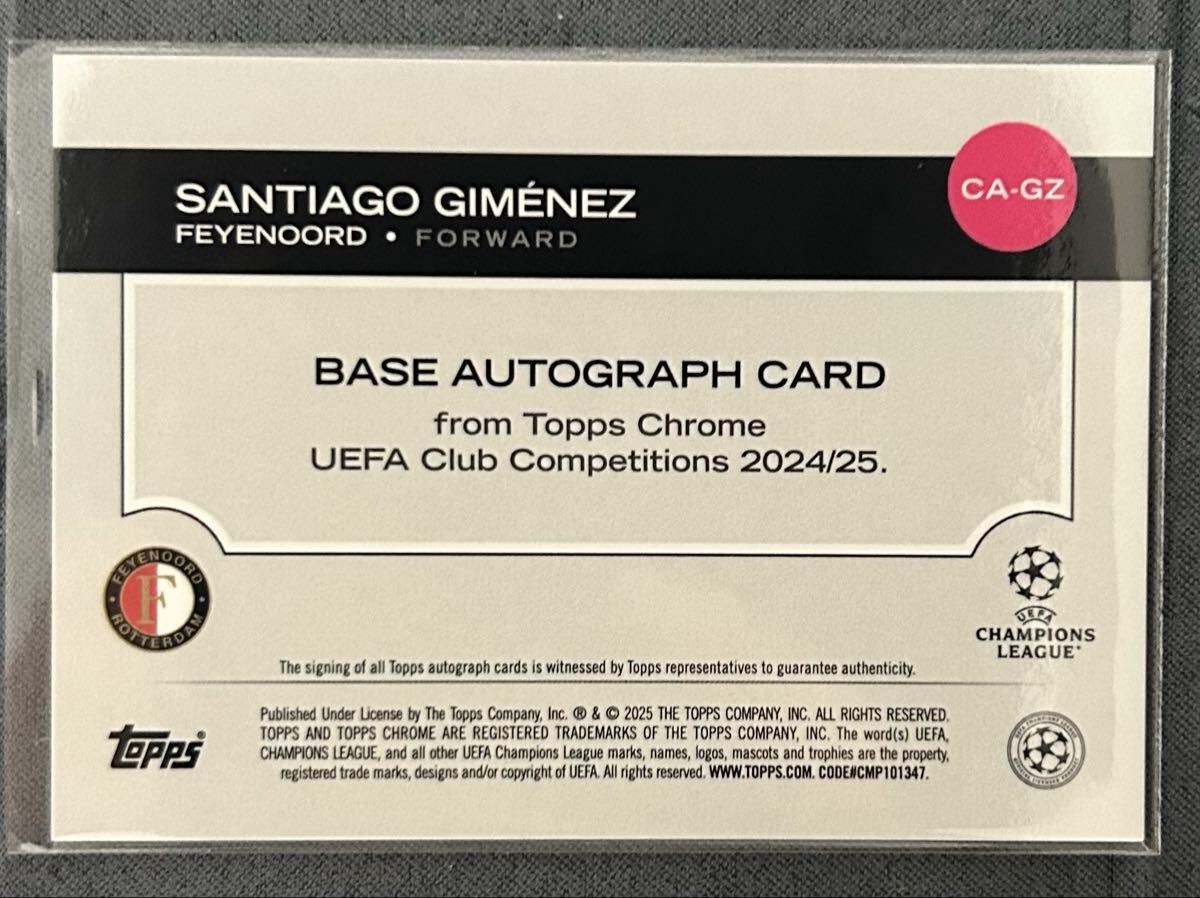 SANTIAGO GIMÉNEZ
FEYENOORD • FORWARD
CA-GZ
BASE AUTOGRAPH CARD
from Topps Chrome
UEFA Club Competitions 2024/25.
FEYENOORD
F
ROTTERDAM
UEFA
CHAMPIONS
LEAGUE®
The signing of all Topps autograph cards is witnessed by Topps representatives to guarantee authenticity.
topps®
Published Under License by The Topps Company, Inc. ® & © 2025 THE TOPPS COMPANY, INC. ALL RIGHTS RESERVED.
TOPPS AND TOPPS CHROME ARE REGISTERED TRADEMARKS OF THE TOPPS COMPANY, INC. The word(s) UEFA,
CHAMPIONS LEAGUE, and all other UEFA Champions League marks, names, logos, mascots and trophies are the property,
registered trade marks, designs and/or copyright of UEFA. All rights reserved. WWW.TOPPS.COM. CODE#CMP101347.